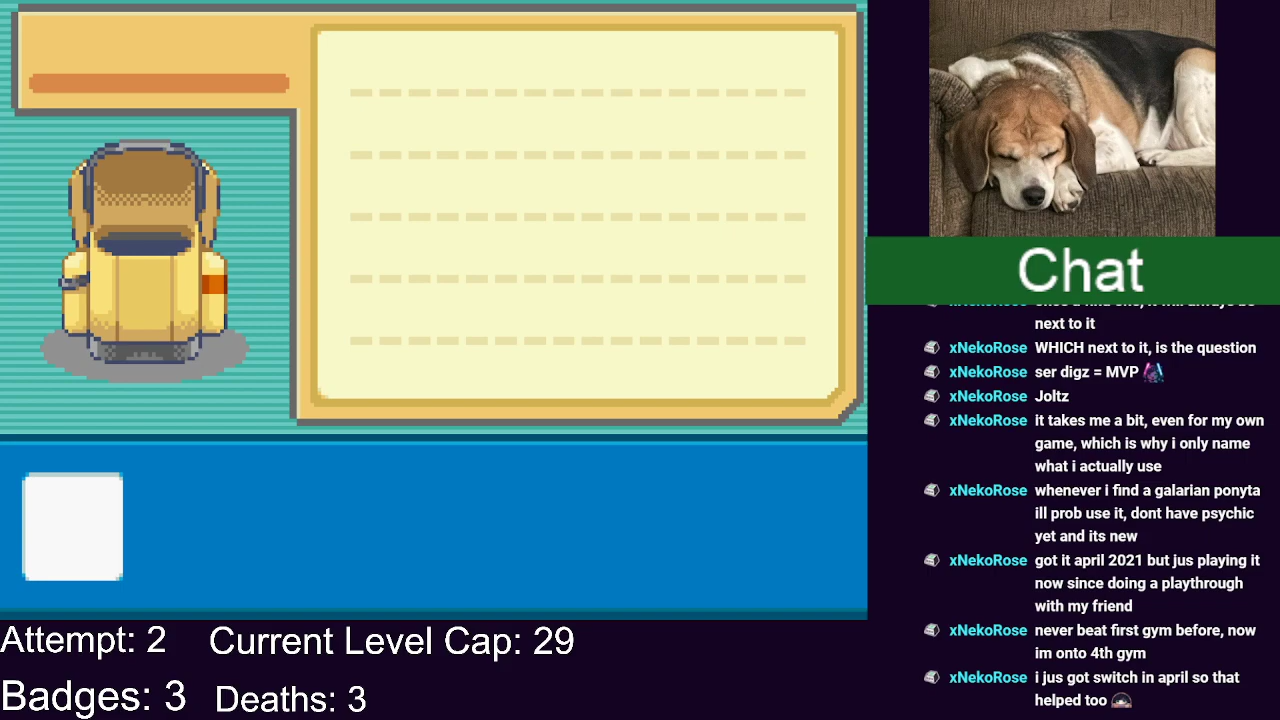 Chat
next to it
xNekoRose WHICH next to it, is the question
xNekoRose ser digz = MVP
xNekoRose Joltz
xNekoRose it takes me a bit, even for my own
game, which is why i only name
what i actually use
xNekoRose whenever i find a galarian ponyta
ill prob use it, dont have psychic
yet and its new
xNekoRose got it april 2021 but jus playing it
now since doing a playthrough
with my friend
xNekoRose never beat first gym before, now
im onto 4th gym
xNekoRose i jus got switch in april so that
helped too
Attempt: 2 Current Level Cap: 29
Badges: 3 Deaths: 3